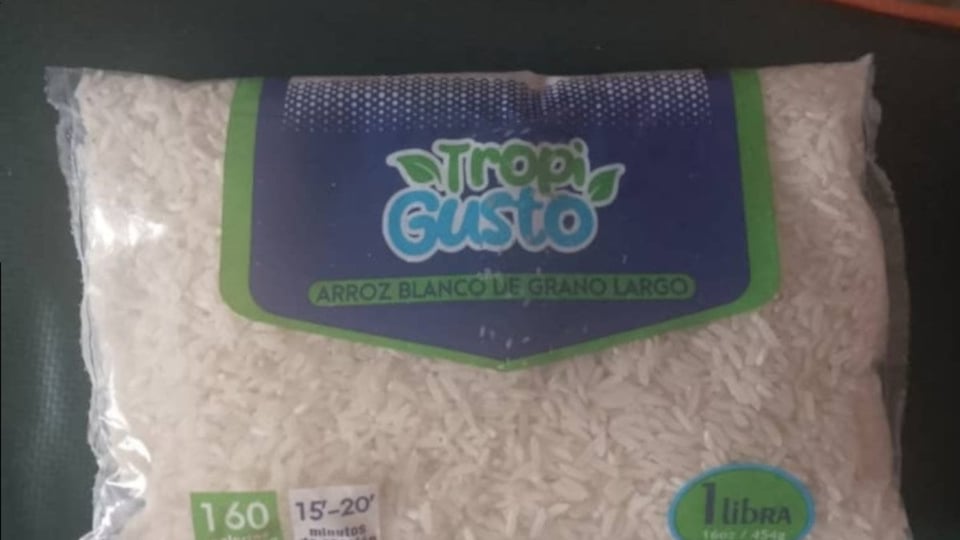 Tropi
Gusto
ARROZ BLANCO DE GRANO LARGO
160
15'-20'
minutos
1 LIBRA
16oz / 454g